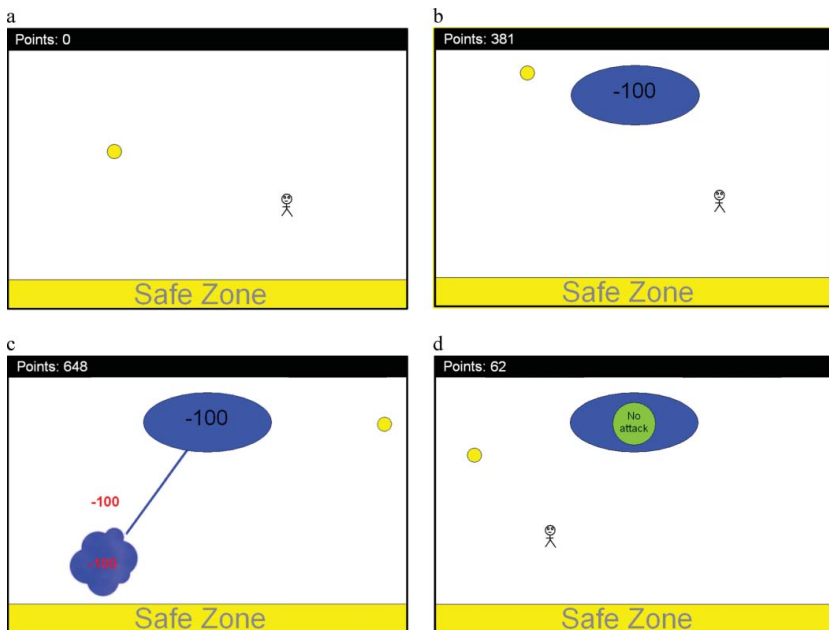 a
Points: 0
Safe Zone
b
Points: 381
-100
Safe Zone
c
Points: 648
-100
-100
-100
Safe Zone
d
Points: 62
No
attack
Safe Zone